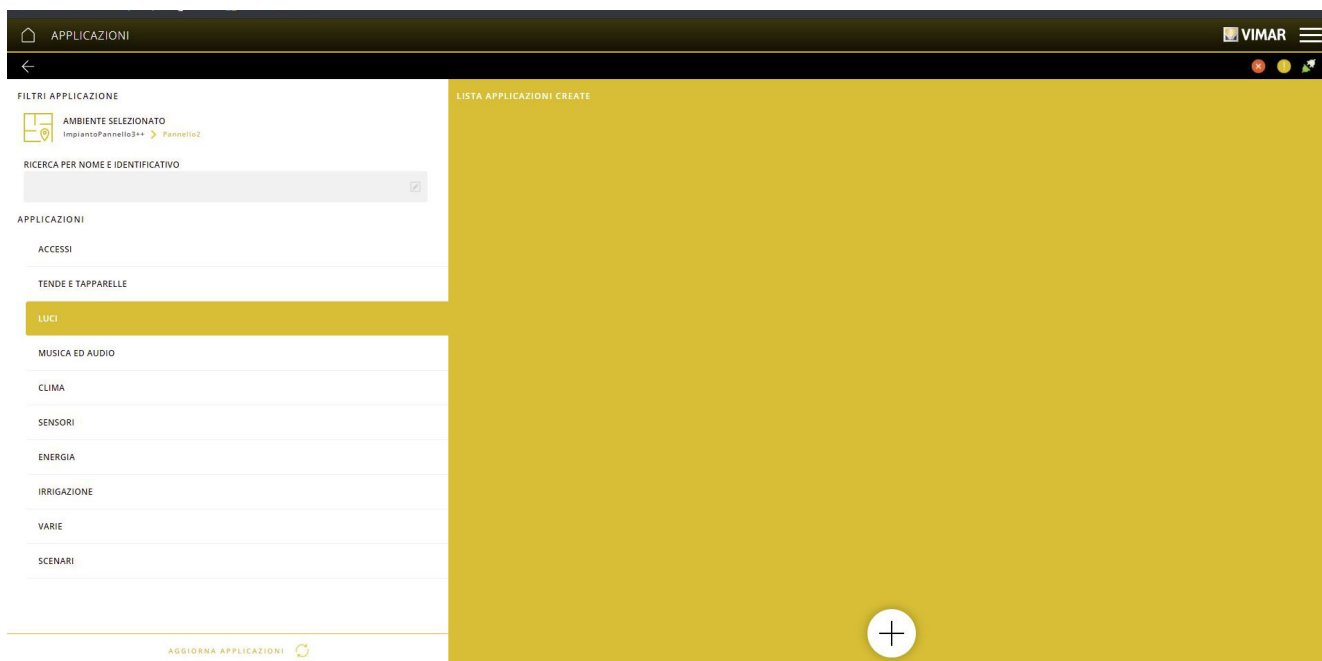 APPLICAZIONI
VIMAR
FILTRI APPLICAZIONE
AMBIENTE SELEZIONATO
ImpiantoPannello3++ > Pannello2
RICERCA PER NOME E IDENTIFICATIVO
APPLICAZIONI
ACCESSI
TENDE E TAPPARELLE
LUCI
MUSICA ED AUDIO
CLIMA
SENSORI
ENERGIA
IRRIGAZIONE
VARIE
SCENARI
AGGIORNA APPLICAZIONI
LISTA APPLICAZIONI CREATE